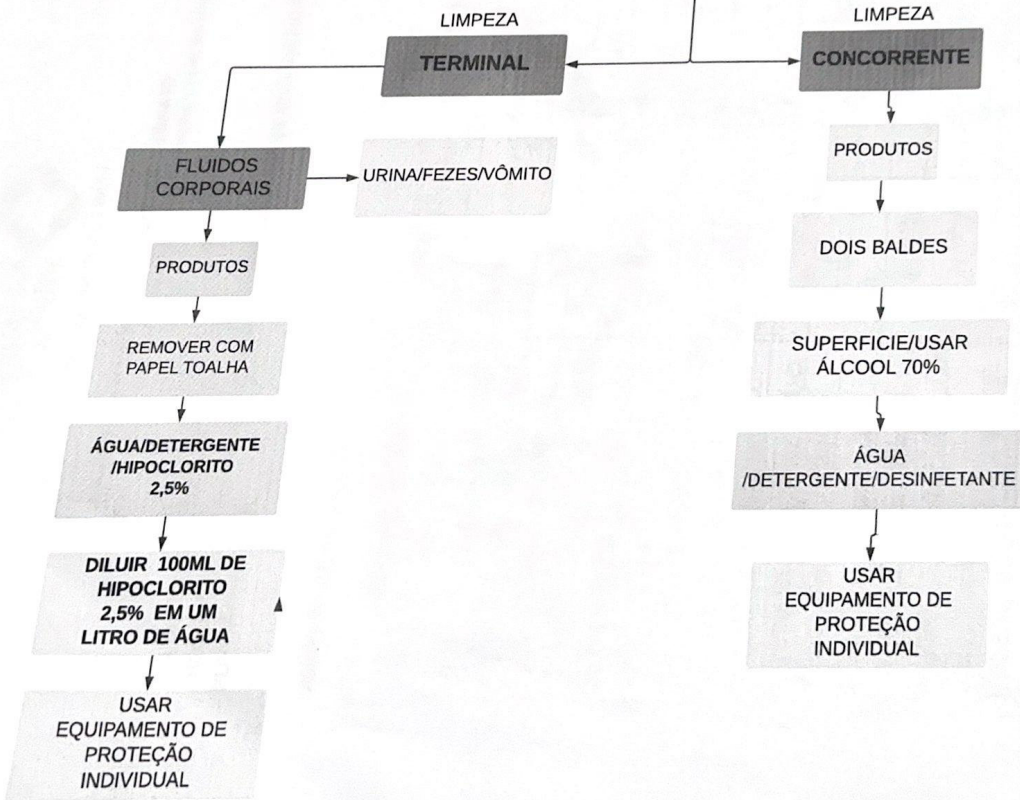 LIMPEZA
TERMINAL
LIMPEZA
CONCORRENTE
FLUIDOS
CORPORAIS
URINA/FEZES/VÔMITO
PRODUTOS
REMOVER COM
PAPEL TOALHA
ÁGUA/DETERGENTE
/HIPOCLORITO
2,5%
DILUIR 100ML DE
HIPOCLORITO
2,5% EM UM
LITRO DE ÁGUA
USAR
EQUIPAMENTO DE
PROTEÇÃO
INDIVIDUAL
PRODUTOS
DOIS BALDES
SUPERFICIE/USAR
ÁLCOOL 70%
ÁGUA
/DETERGENTE/DESINFETANTE
USAR
EQUIPAMENTO DE
PROTEÇÃO
INDIVIDUAL